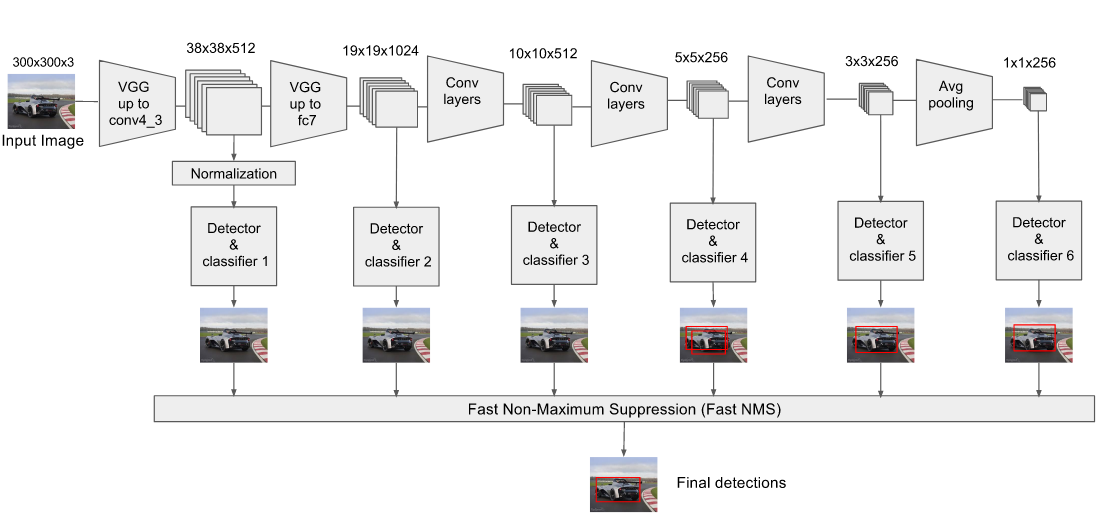 300x300x3
Input Image
VGG
up to
conv4_3
38x38x512
VGG
up to
fc7
19x19x1024
Conv
layers
10x10x512
Conv
layers
5x5x256
Conv
layers
3x3x256
Avg
pooling
1x1x256
Normalization
Detector
&
classifier 1
Detector
&
classifier 2
Detector
&
classifier 3
Detector
&
classifier 4
Detector
&
classifier 5
Detector
&
classifier 6
Fast Non-Maximum Suppression (Fast NMS)
Final detections